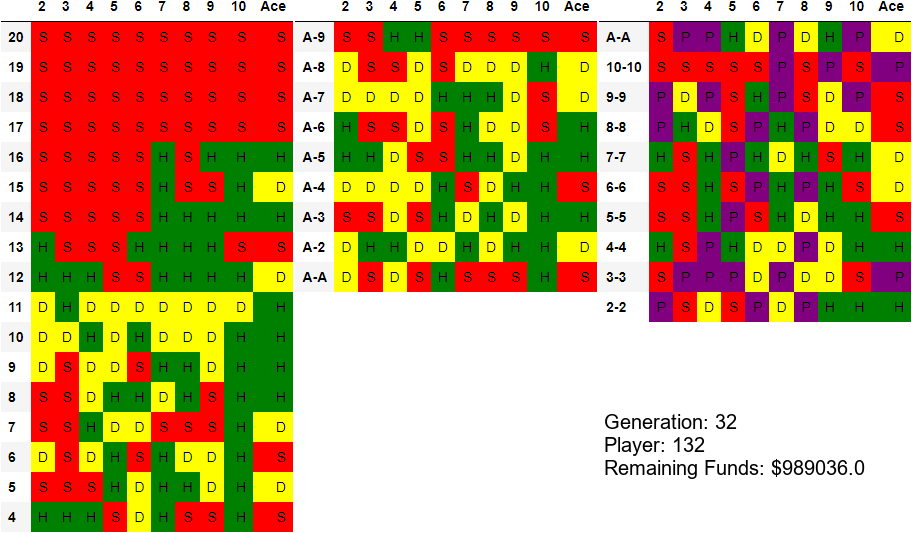 2 3 4 5 6 7 8 9 10 Ace
20 S S S S S S S S S S
19 S S S S S S S S S S
18 S S S S S S S S S S
17 S S S S S S S S S S
16 S S S S S H S H H H
15 S S S S S H S S H D
14 S S S S S H H H H H
13 H S S S H H H H S S
12 H H H S S H H H H D
11 D H D D D D D D D H
10 D D H D H D D D H H
9 D S D D S H H D H H
8 S S D H H D H S H H
7 S S H D D S S S H D
6 D S D H S H D D H S
5 S S S H D H H D H D
4 H H H S D H S S H S
2 3 4 5 6 7 8 9 10 Ace
A-9 S S H H S S S S S S
A-8 D S S D S D D D H D
A-7 D D D D H H H D S D
A-6 H S S D S H D D S H
A-5 H H D S S H H D H H
A-4 D D D D H S D H H S
A-3 S S D S H D H D H H
A-2 D H H D D H D H H D
A-A D S D S H S S S H S
2 3 4 5 6 7 8 9 10 Ace
A-A S P P H D P D H P D
10-10 S S S S S P S P S P
9-9 P D P S H P S D P S
8-8 P H D S P H P D D S
7-7 H S H P H D H S H D
6-6 S S H S P H P H S D
5-5 S S H P S H D H H S
4-4 H S P H D D P D H H
3-3 S P P P D P D D S P
2-2 P S D S P D P H H H
Generation: 32
Player: 132
Remaining Funds: $989036.0